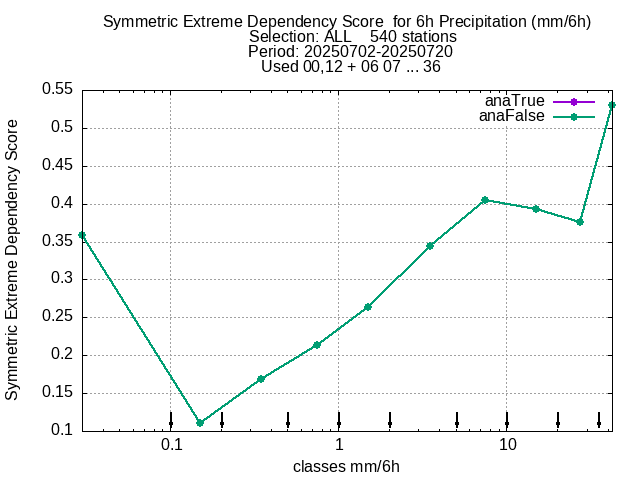 Symmetric Extreme Dependency Score  for 6h Precipitation (mm/6h)
Selection: ALL    540 stations
Period: 20250702-20250720
Used 00,12 + 06 07 ... 36
anaTrue
anaFalse
Symmetric Extreme Dependency Score
0.55
0.5
0.45
0.4
0.35
0.3
0.25
0.2
0.15
0.1
0.1 1 10
classes mm/6h